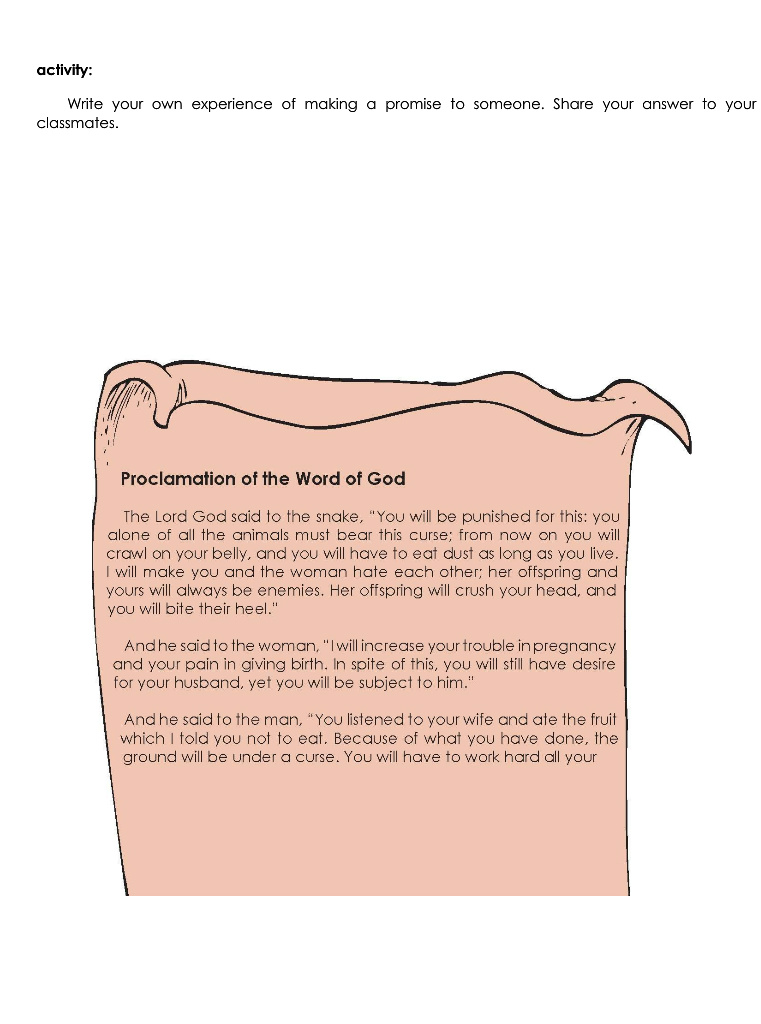 activity:
Write your own experience of making a promise to someone. Share your answer to your
classmates.
Proclamation of the Word of God
The Lord God said to the snake, "You will be punished for this: you
alone of all the animals must bear this curse; from now on you will
crawl on your belly, and you will have to eat dust as long as you live.
I will make you and the woman hate each other; her offspring and
yours will always be enemies. Her offspring will crush your head, and
you will bite their heel."
And he said to the woman, "I will increase your trouble in pregnancy
and your pain in giving birth. In spite of this, you will still have desire
for your husband, yet you will be subject to him."
And he said to the man, "You listened to your wife and ate the fruit
which I told you not to eat. Because of what you have done, the
ground will be under a curse. You will have to work hard all your